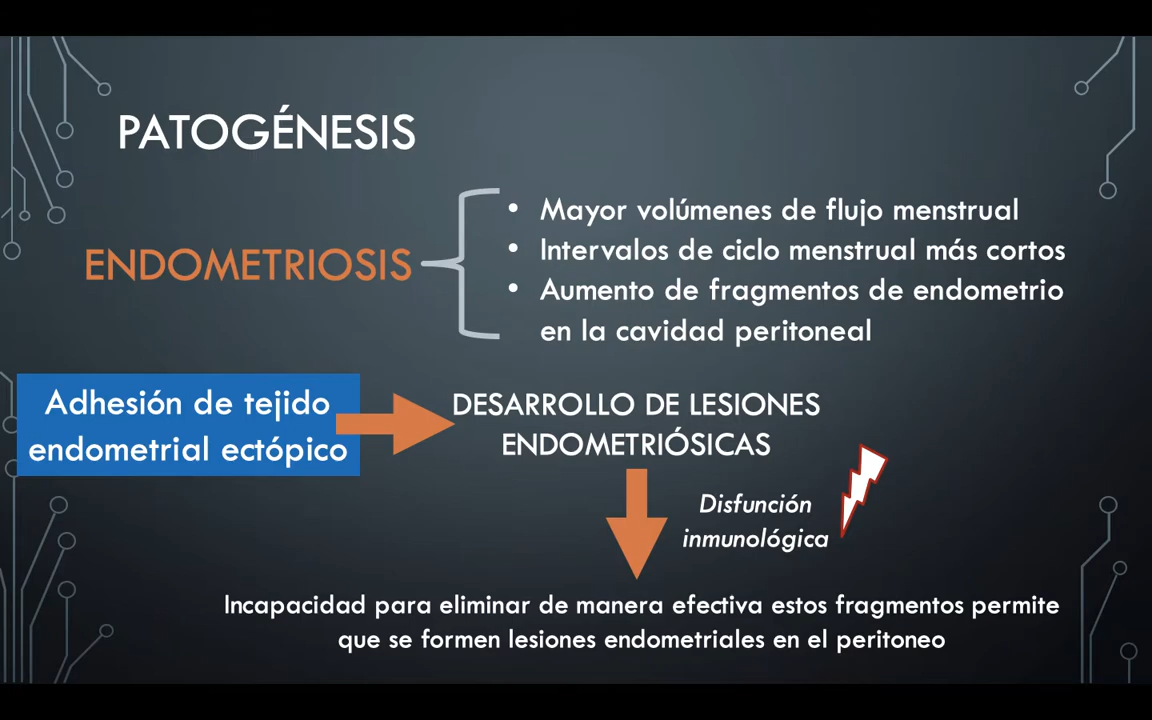 PATOGÉNESIS
ENDOMETRIOSIS
• Mayor volúmenes de flujo menstrual
• Intervalos de ciclo menstrual más cortos
• Aumento de fragmentos de endometrio
en la cavidad peritoneal
Adhesión de tejido
endometrial ectópico
DESARROLLO DE LESIONES
ENDOMETRIÓSICAS
Disfunción
inmunológica
Incapacidad para eliminar de manera efectiva estos fragmentos permite
que se formen lesiones endometriales en el peritoneo